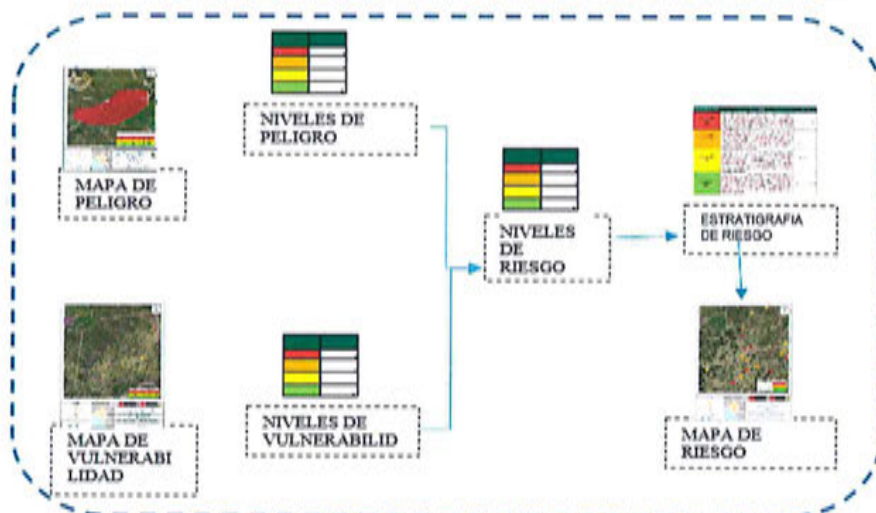 NIVELES DE
PELIGRO
MAPA DE
PELIGRO
NIVELES
DE
RIESGO
ESTRATIGRAFIA
DE RIESGO
NIVELES DE
VULNERABILID
MAPA DE
VULNERABI
LIDAD
MAPA DE
RIESGO